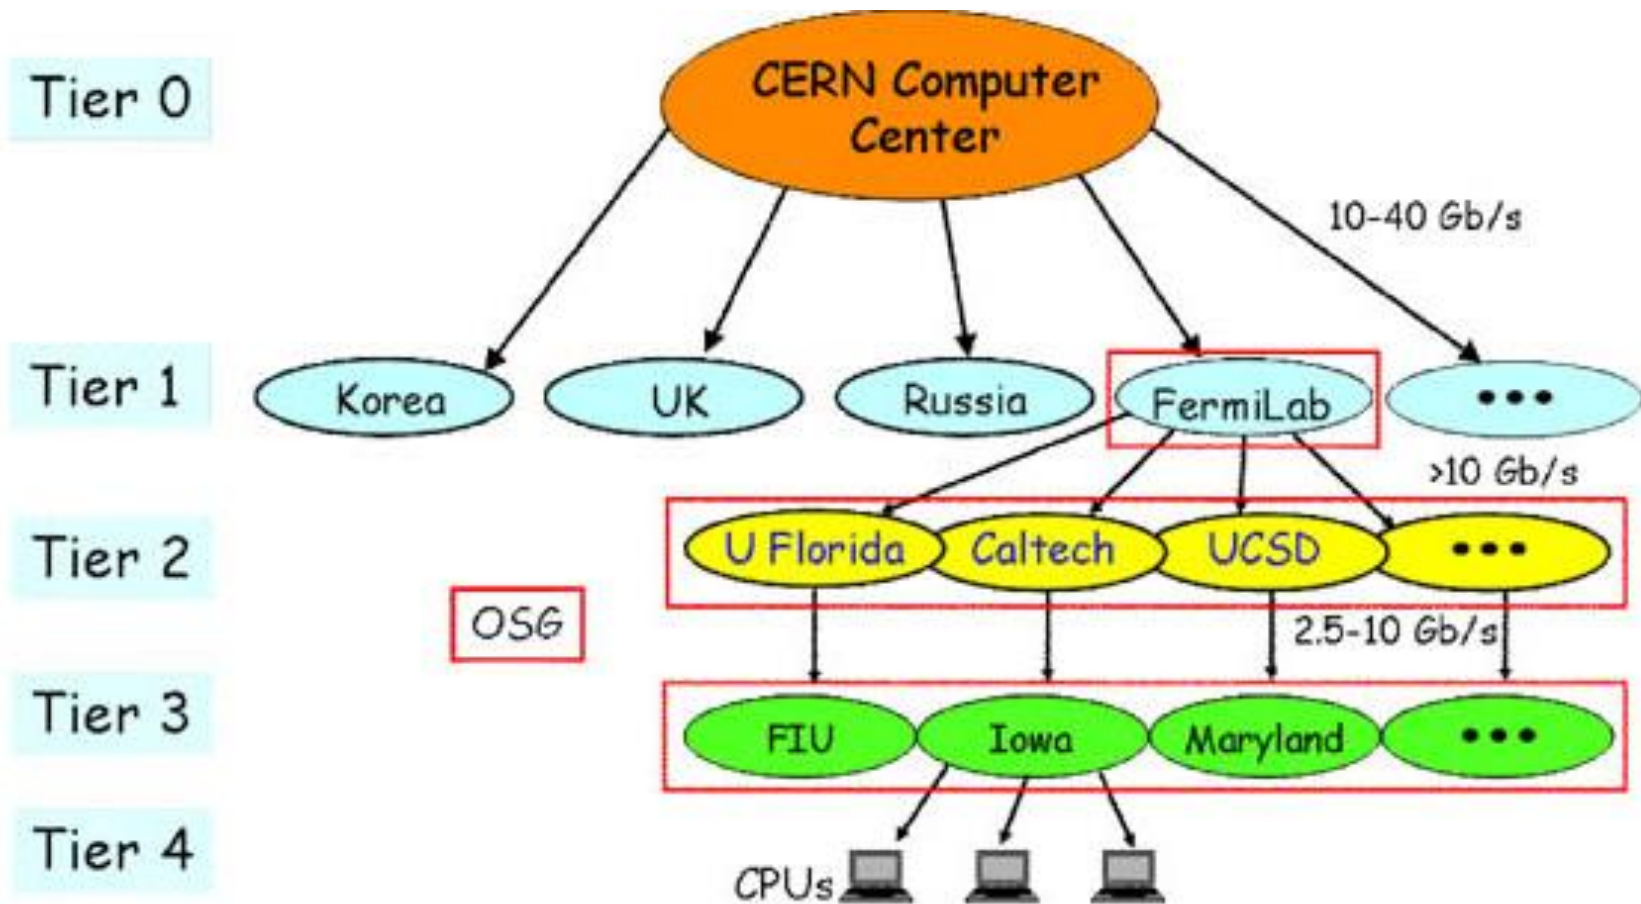 Tier 0
CERN Computer
Center
10-40 Gb/s
Tier 1
Korea
UK
Russia
FermiLab
•••
>10 Gb/s
Tier 2
U Florida
Caltech
UCSD
•••
OSG
2.5-10 Gb/s
Tier 3
FIU
Iowa
Maryland
•••
Tier 4
CPUs